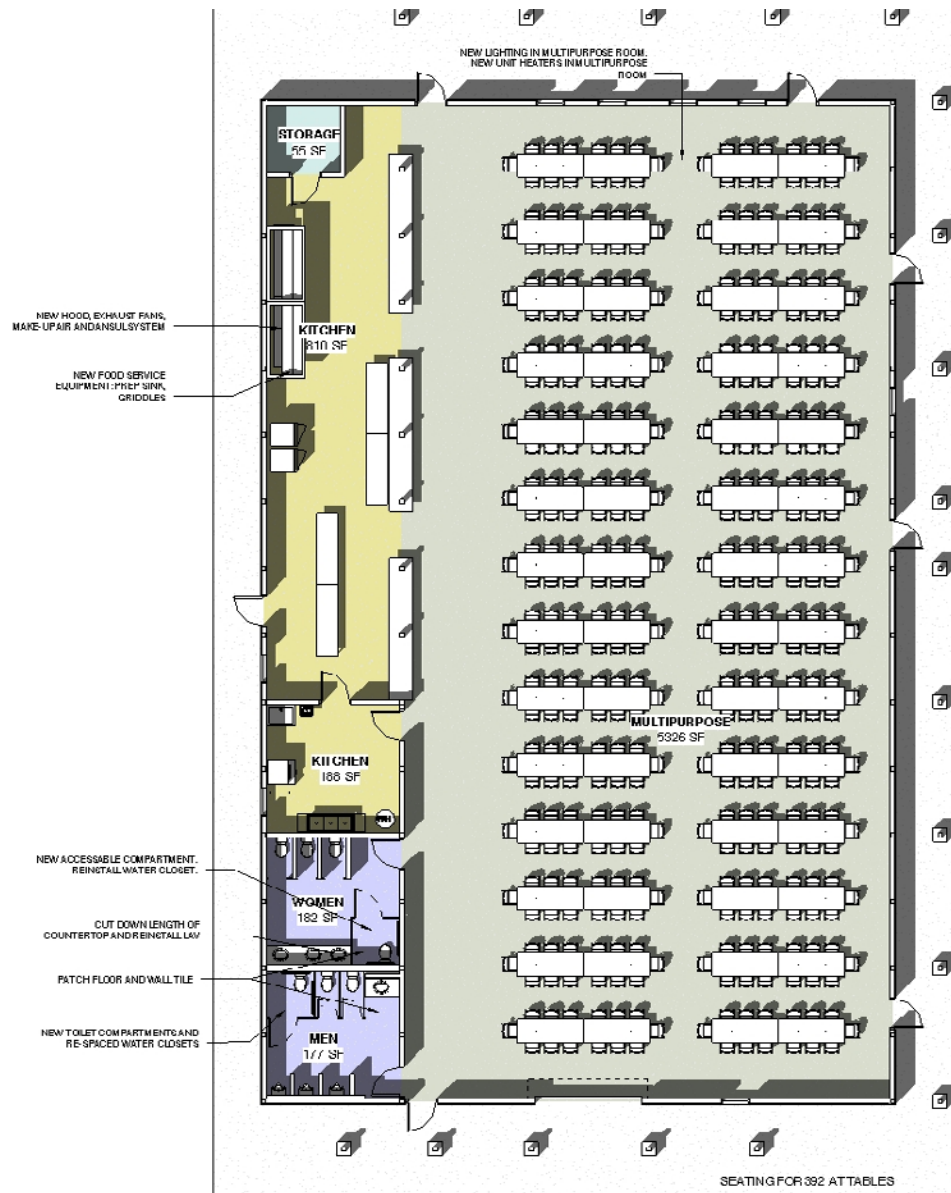 NEW LIGHTING IN MULTIPURPOSE ROOM.
NEW UNIT HEATERS IN MULTIPURPOSE
ROOM
STORAGE
55 SF
NEW HOOD, EXHAUST FANS,
MAKE-UP AIR AND ANSUL SYSTEM
KITCHEN
810 SF
NEW FOOD SERVICE
EQUIPMENT: PREP SINK,
GRIDDLES
MULTIPURPOSE
5326 SF
KITCHEN
188 SF
WH
NEW ACCESSABLE COMPARTMENT.
REINSTALL WATER CLOSET.
WOMEN
182 SF
CUT DOWN LENGTH OF
COUNTERTOP AND REINSTALL LAV
PATCH FLOOR AND WALL TILE
NEW TOILET COMPARTMENTS AND
RE-SPACED WATER CLOSETS
MEN
177 SF
SEATING FOR 392 AT TABLES